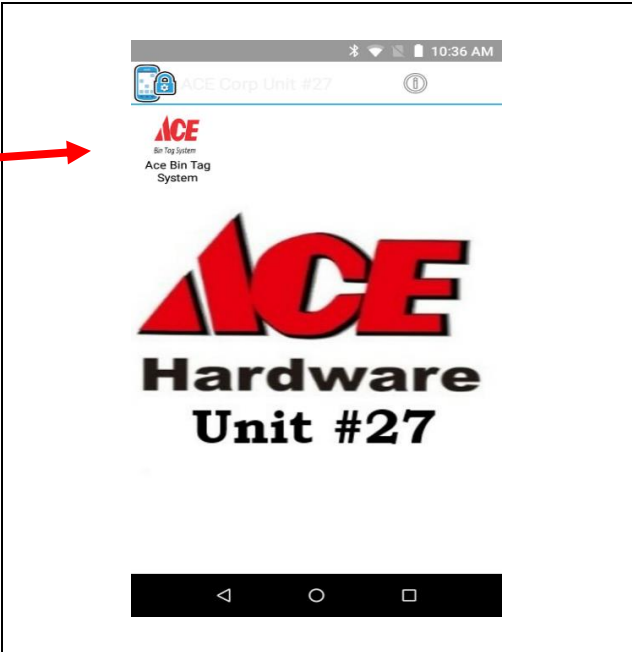 10:36 AM
ACE Corp Unit #27
ACE
Bin Tag System
Ace Bin Tag
System
ACE
Hardware
Unit #27